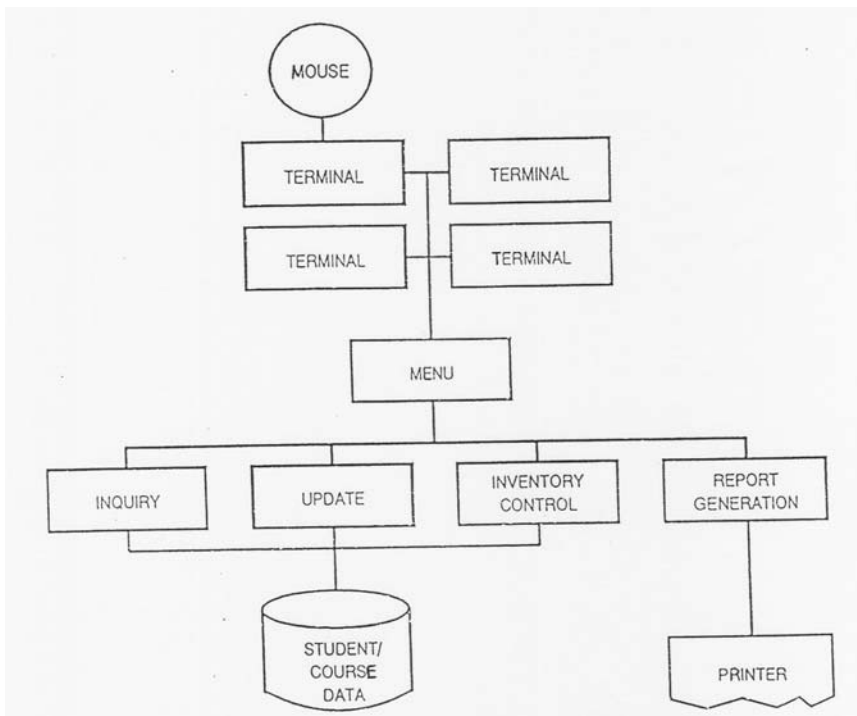 MOUSE
TERMINAL
TERMINAL
TERMINAL
TERMINAL
MENU
INQUIRY
UPDATE
INVENTORY
CONTROL
REPORT
GENERATION
STUDENT/
COURSE
DATA
PRINTER